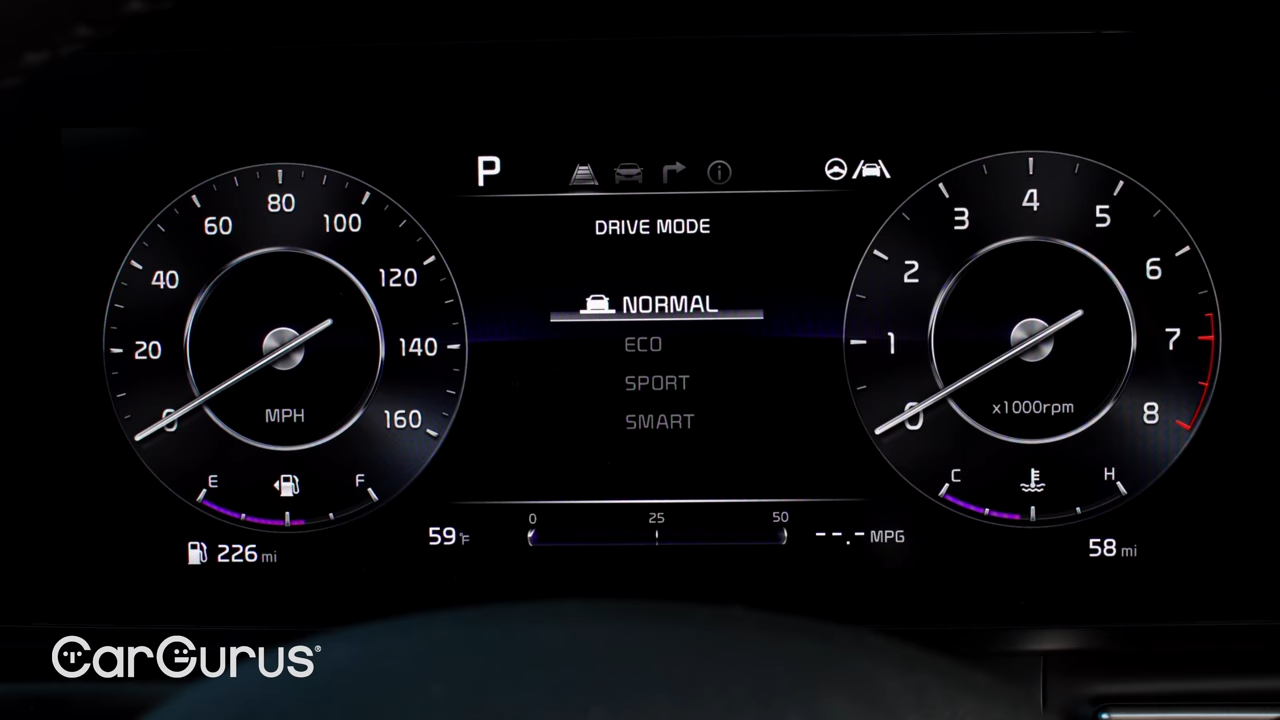 P
DRIVE MODE
NORMAL
ECO
SPORT
SMART
0 20 40 60 80 100 120 140 160
MPH
E F
226 mi
59°F
0 25 50
--.- MPG
0 1 2 3 4 5 6 7 8
x1000rpm
C H
58 mi
CarGurus®